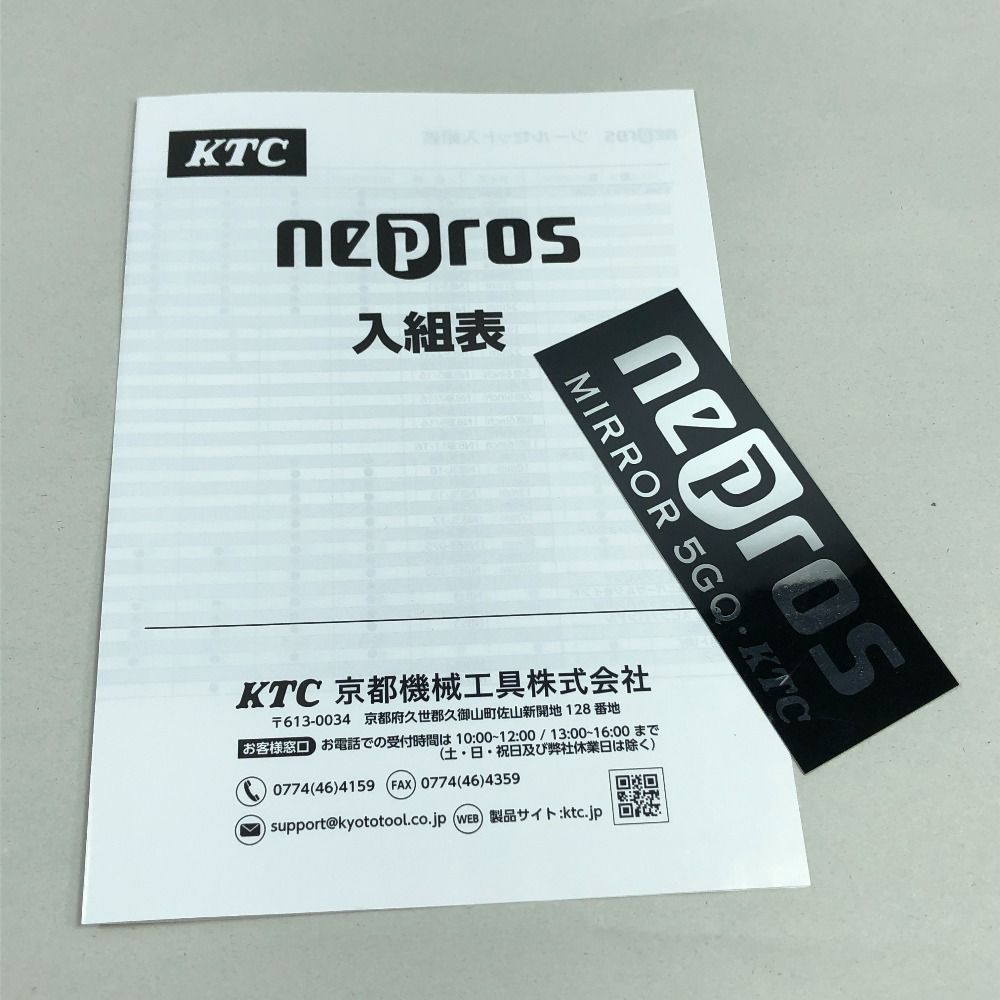 KTC
nepros
入組表
KTC 京都機械工具株式会社
〒613-0034 京都府久世郡久御山町佐山新開地 128 番地
お客様窓口 お電話での受付時間は 10:00~12:00 / 13:00~16:00 まで
(土・日・祝日及び弊社休業日は除く)
0774(46)4159 FAX 0774(46)4359
support@kyototool.co.jp WEB 製品サイト:ktc.jp
nepros
MIRROR 5GQ・KTC